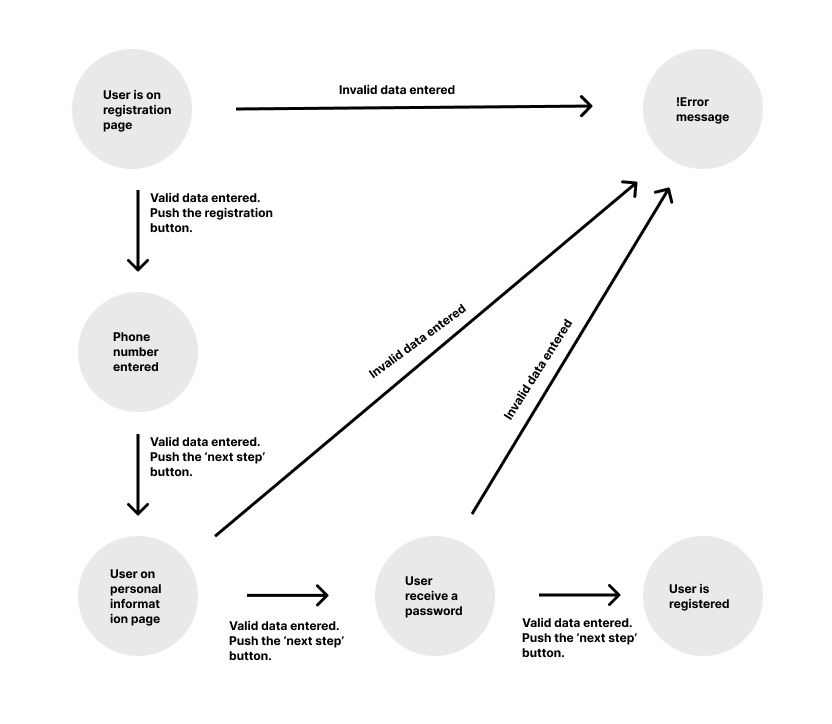 User is on
registration
page
Invalid data entered
!Error
message
Valid data entered.
Push the registration
button.
Phone
number
entered
Invalid data entered
Invalid data entered
Valid data entered.
Push the ‘next step’
button.
User on
personal
informat
ion page
Valid data entered.
Push the ‘next step’
button.
User
receive a
password
Valid data entered.
Push the ‘next step’
button.
User is
registered